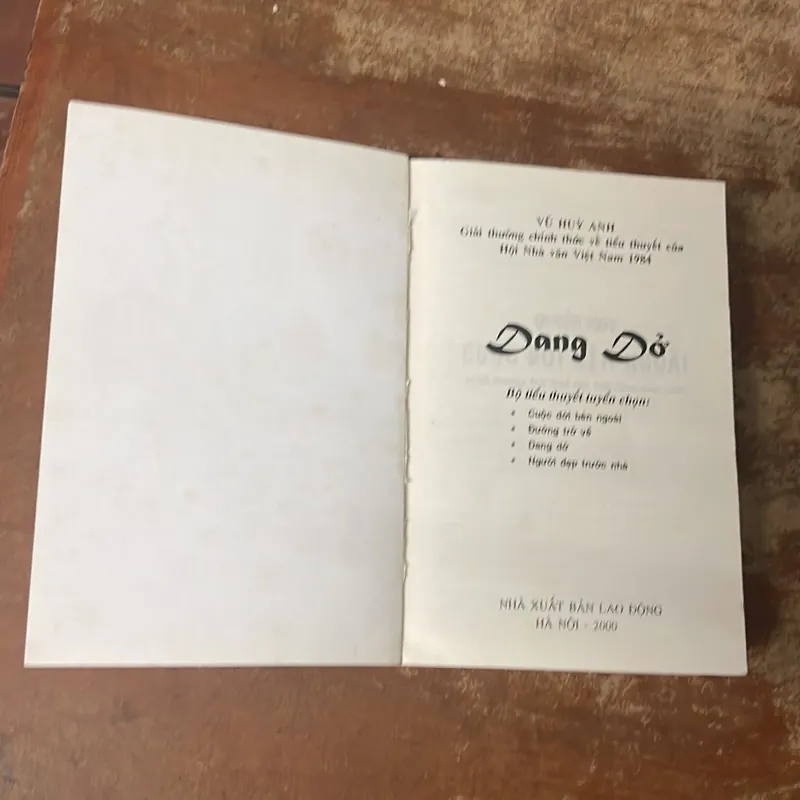 VŨ HUY ANH
Giải thưởng chính thức về tiểu thuyết của
Hội Nhà văn Việt Nam 1984
Dang Dở
Bộ tiểu thuyết tuyển chọn:
* Cuộc đời bên ngoài
* Đường trở về
* Dang dở
* Người đẹp trước nhà
NHÀ XUẤT BẢN LAO ĐỘNG
HÀ NỘI - 2000